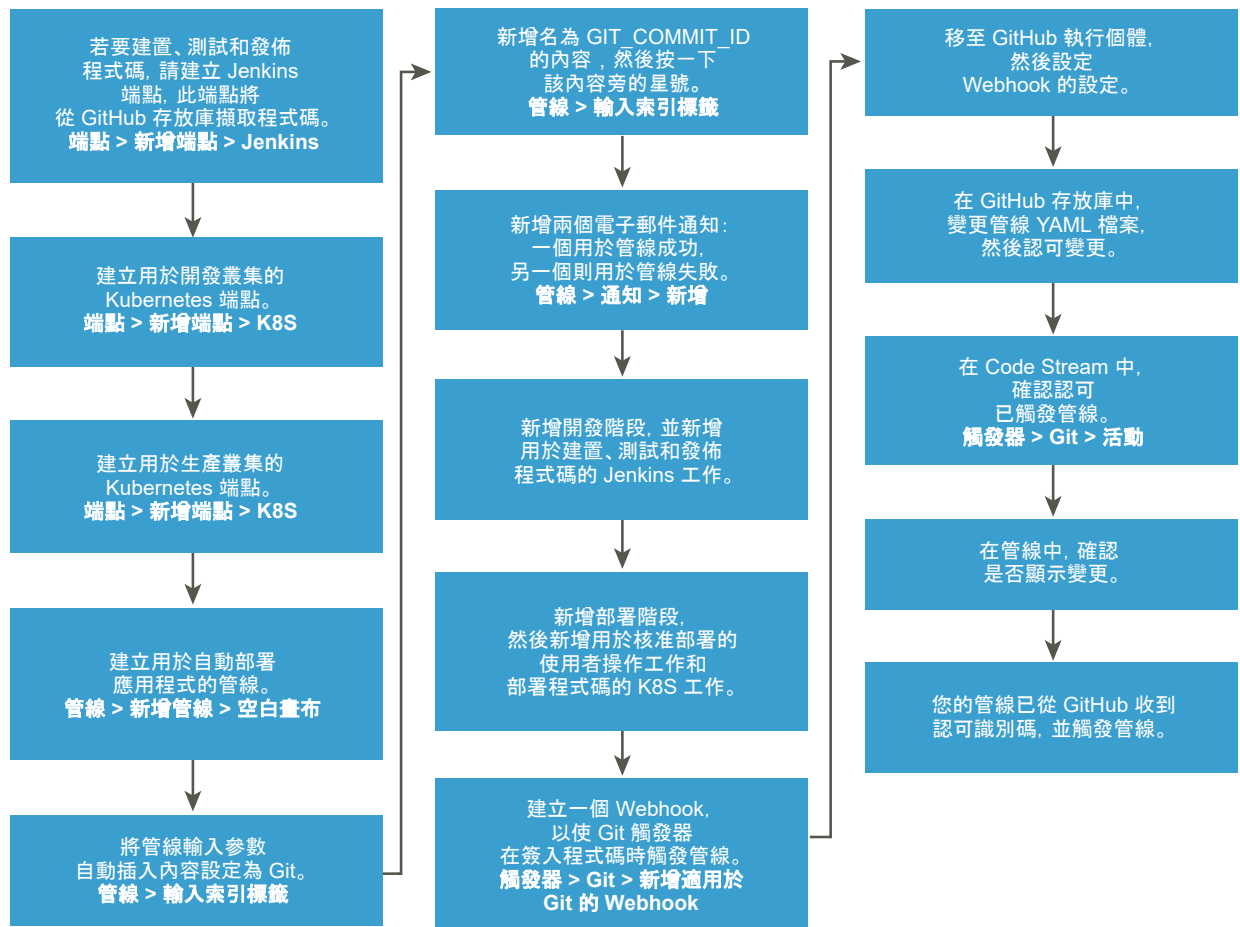 若要建置、測試和發佈
程式碼, 請建立 Jenkins
端點, 此端點將
從 GitHub 存放庫擷取程式碼。
端點 > 新增端點 > Jenkins
建立用於開發叢集的
Kubernetes 端點。
端點 > 新增端點 > K8S
建立用於生產叢集的
Kubernetes 端點。
端點 > 新增端點 > K8S
建立用於自動部署
應用程式的管線。
管線 > 新增管線 > 空白畫布
將管線輸入參數
自動插入內容設定為 Git。
管線 > 輸入索引標籤
新增名為 GIT_COMMIT_ID
的內容 , 然後按一下
該內容旁的星號。
管線 > 輸入索引標籤
新增兩個電子郵件通知:
一個用於管線成功,
另一個則用於管線失敗。
管線 > 通知 > 新增
新增開發階段, 並新增
用於建置、測試和發佈
程式碼的 Jenkins 工作。
新增部署階段,
然後新增用於核准部署的
使用者操作工作和
部署程式碼的 K8S 工作。
建立一個 Webhook,
以使 Git 觸發器
在簽入程式碼時觸發管線。
觸發器 > Git > 新增適用於
Git 的 Webhook
移至 GitHub 執行個體,
然後設定
Webhook 的設定。
在 GitHub 存放庫中,
變更管線 YAML 檔案,
然後認可變更。
在 Code Stream 中,
確認認可
已觸發管線。
觸發器 > Git > 活動
在管線中, 確認
是否顯示變更。
您的管線已從 GitHub 收到
認可識別碼, 並觸發管線。